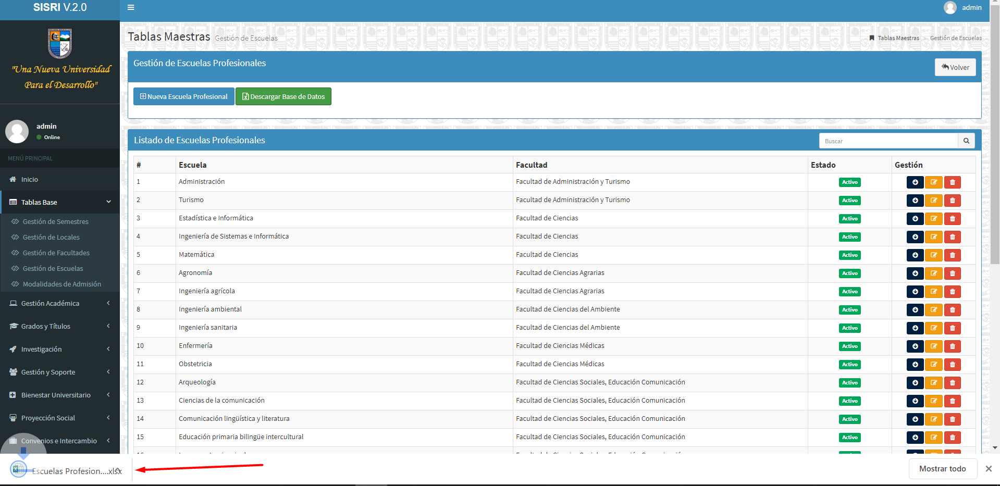 SISRI V.2.0
admin
"Una Nueva Universidad
Para el Desarrollo"
admin
Online
MENÚ PRINCIPAL
Inicio
Tablas Base
Gestión de Semestres
Gestión de Locales
Gestión de Facultades
Gestión de Escuelas
Modalidades de Admisión
Gestión Académica
Grados y Títulos
Investigación
Gestión y Soporte
Bienestar Universitario
Proyección Social
Convenios e Intercambio
Tablas Maestras Gestión de Escuelas
Tablas Maestras > Gestión de Escuelas
Gestión de Escuelas Profesionales
Volver
Nueva Escuela Profesional Descargar Base de Datos
Listado de Escuelas Profesionales
Buscar
# Escuela Facultad Estado Gestión
1 Administración Facultad de Administración y Turismo Activo
2 Turismo Facultad de Administración y Turismo Activo
3 Estadística e Informática Facultad de Ciencias Activo
4 Ingeniería de Sistemas e Informática Facultad de Ciencias Activo
5 Matemática Facultad de Ciencias Activo
6 Agronomía Facultad de Ciencias Agrarias Activo
7 Ingeniería agrícola Facultad de Ciencias Agrarias Activo
8 Ingeniería ambiental Facultad de Ciencias del Ambiente Activo
9 Ingeniería sanitaria Facultad de Ciencias del Ambiente Activo
10 Enfermería Facultad de Ciencias Médicas Activo
11 Obstetricia Facultad de Ciencias Médicas Activo
12 Arqueología Facultad de Ciencias Sociales, Educación Comunicación Activo
13 Ciencias de la comunicación Facultad de Ciencias Sociales, Educación Comunicación Activo
14 Comunicación lingüística y literatura Facultad de Ciencias Sociales, Educación Comunicación Activo
15 Educación primaria bilingüe intercultural Facultad de Ciencias Sociales, Educación Comunicación Activo
Escuelas Profesion....xlsx
Mostrar todo